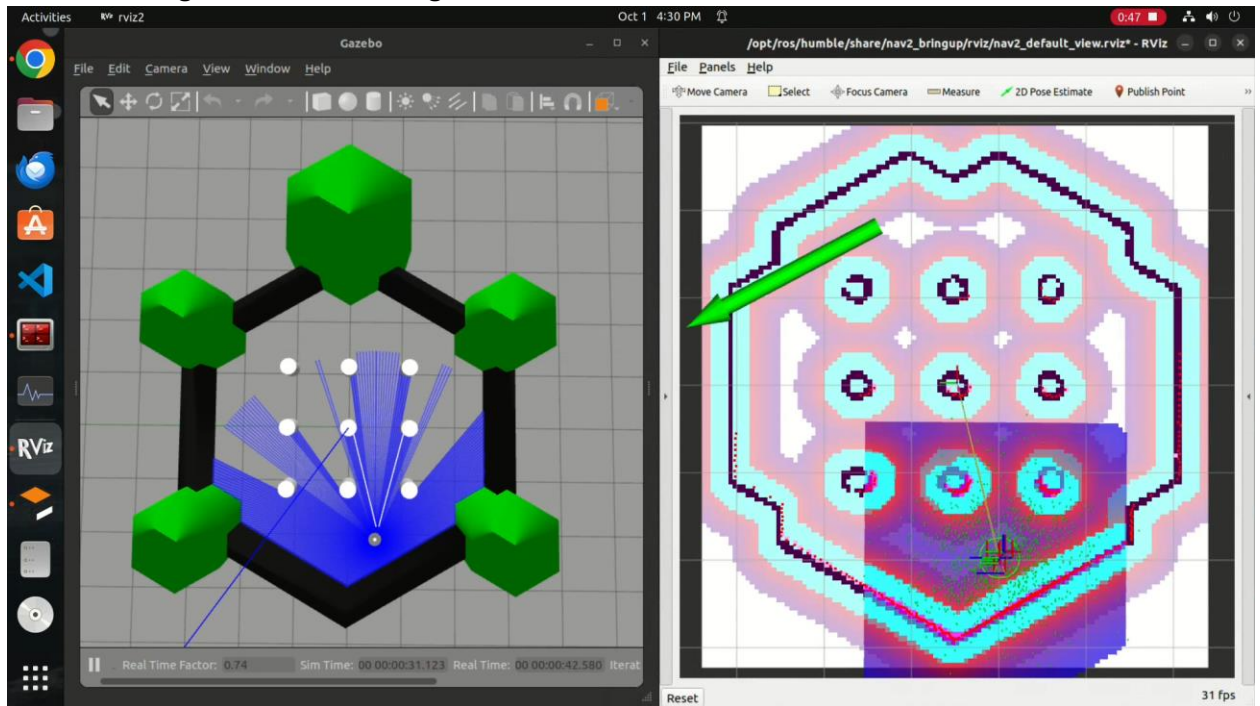 Activities
rviz2
Oct 1 4:30 PM
0:47
Gazebo
File Edit Camera View Window Help
Real Time Factor: 0.74 Sim Time: 00 00:00:31.123 Real Time: 00 00:00:42.580 Iterat
/opt/ros/humble/share/nav2_bringup/rviz/nav2_default_view.rviz* - RViz
File Panels Help
Move Camera Select Focus Camera Measure 2D Pose Estimate Publish Point
RViz
Reset
31 fps